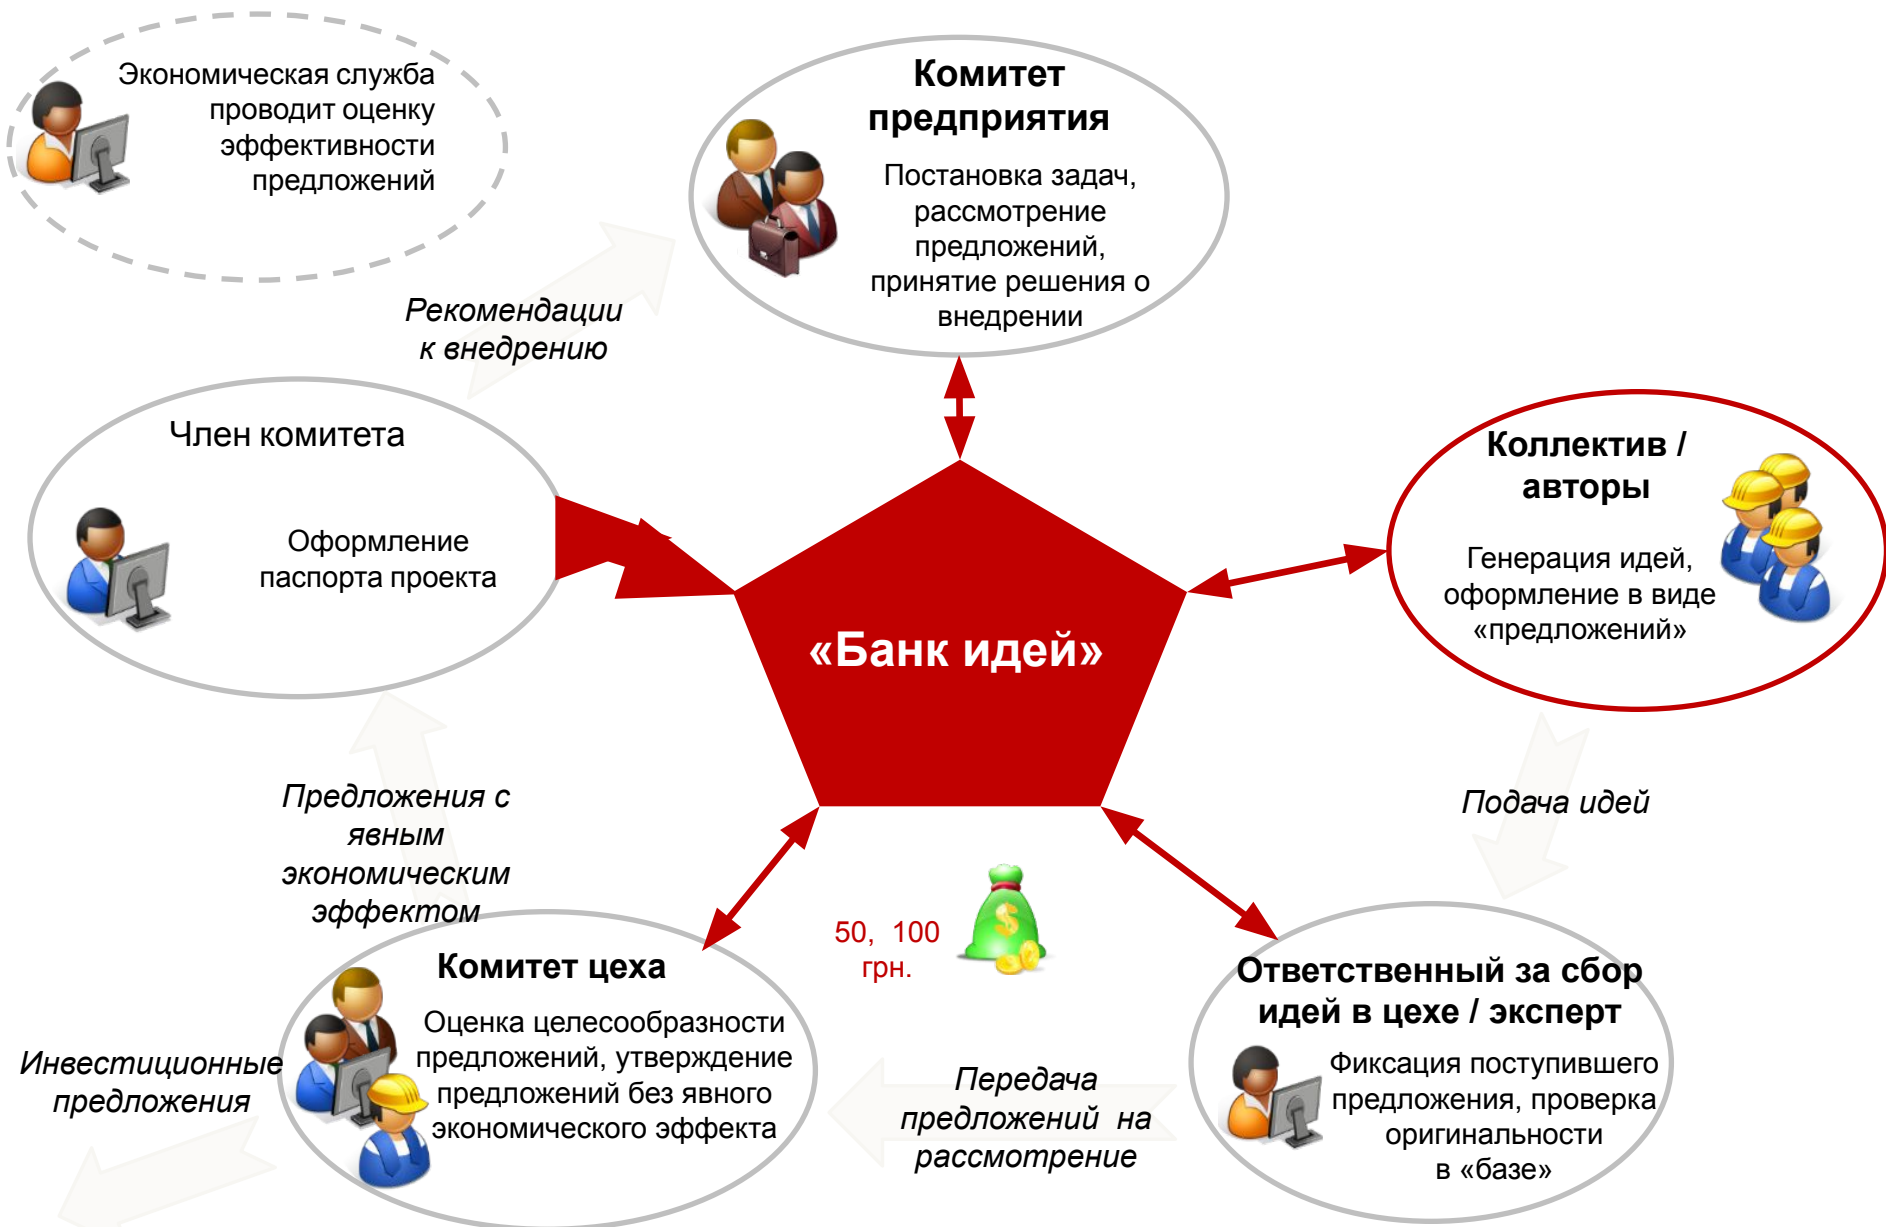 Экономическая служба
проводит оценку
эффективности
предложений
Комитет
предприятия
Постановка задач,
рассмотрение
предложений,
принятие решения о
внедрении
Рекомендации
к внедрению
Член комитета
Оформление
паспорта проекта
Коллектив /
авторы
Генерация идей,
оформление в виде
«предложений»
«Банк идей»
Предложения с
явным
экономическим
эффектом
Подача идей
50, 100
грн.
Комитет цеха
Оценка целесообразности
предложений, утверждение
предложений без явного
экономического эффекта
Инвестиционные
предложения
Передача
предложений на
рассмотрение
Ответственный за сбор
идей в цехе / эксперт
Фиксация поступившего
предложения, проверка
оригинальности
в «базе»